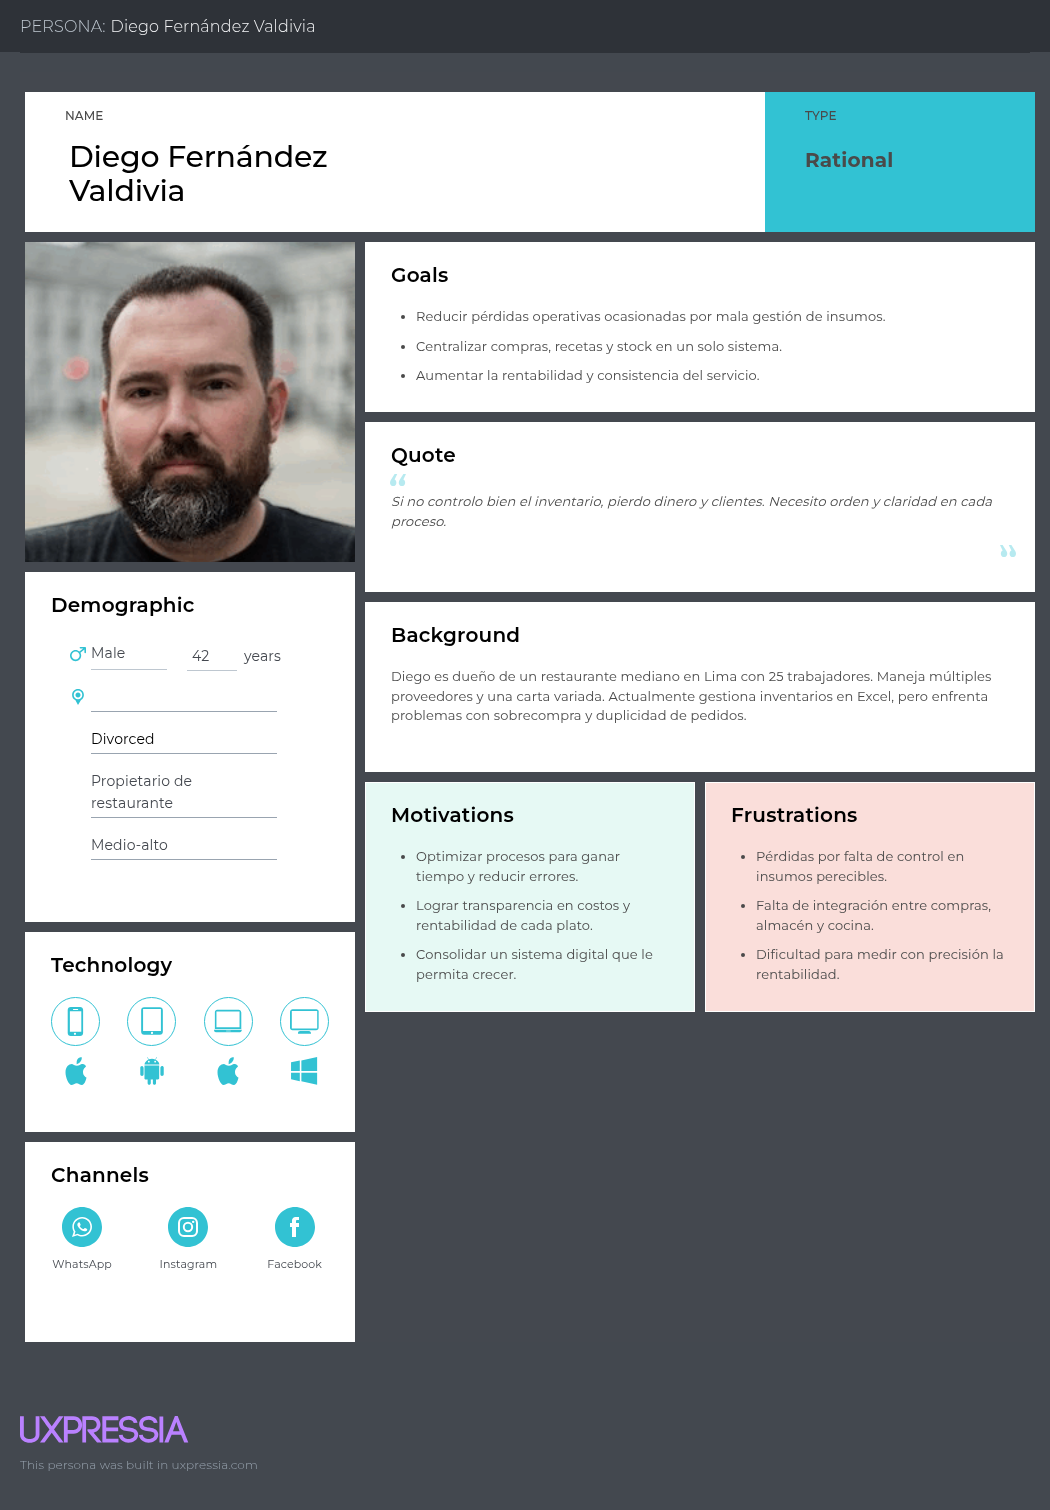 PERSONA: Diego Fernández Valdivia
NAME
Diego Fernández
Valdivia
TYPE
Rational
Goals
• Reducir pérdidas operativas ocasionadas por mala gestión de insumos.
• Centralizar compras, recetas y stock en un solo sistema.
• Aumentar la rentabilidad y consistencia del servicio.
Quote
“
Si no controlo bien el inventario, pierdo dinero y clientes. Necesito orden y claridad en cada
proceso.
”
Demographic
Male
42 years
Divorced
Propietario de
restaurante
Medio-alto
Background
Diego es dueño de un restaurante mediano en Lima con 25 trabajadores. Maneja múltiples
proveedores y una carta variada. Actualmente gestiona inventarios en Excel, pero enfrenta
problemas con sobrecompra y duplicidad de pedidos.
Motivations
• Optimizar procesos para ganar
tiempo y reducir errores.
• Lograr transparencia en costos y
rentabilidad de cada plato.
• Consolidar un sistema digital que le
permita crecer.
Frustrations
• Pérdidas por falta de control en
insumos perecibles.
• Falta de integración entre compras,
almacén y cocina.
• Dificultad para medir con precisión la
rentabilidad.
Technology
Channels
WhatsApp
Instagram
Facebook
UXPRESSIA
This persona was built in uxpressia.com